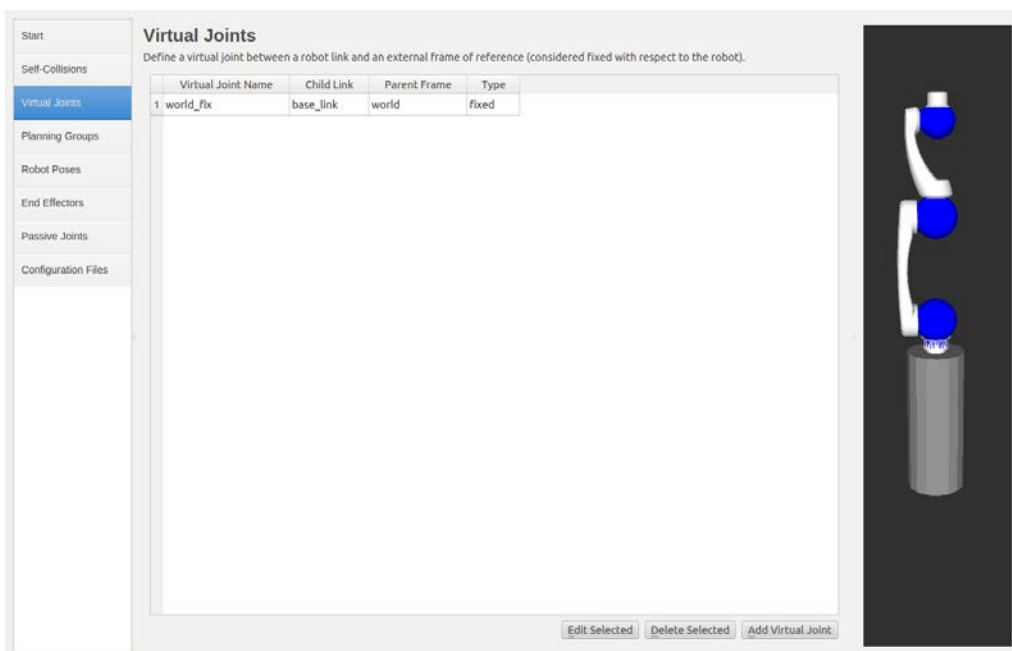 Start
Self-Collisions
Virtual Joints
Planning Groups
Robot Poses
End Effectors
Passive Joints
Configuration Files
Virtual Joints
Define a virtual joint between a robot link and an external frame of reference (considered fixed with respect to the robot).
Virtual Joint Name Child Link Parent Frame Type
1 world_fix base_link world fixed
Edit Selected Delete Selected Add Virtual Joint